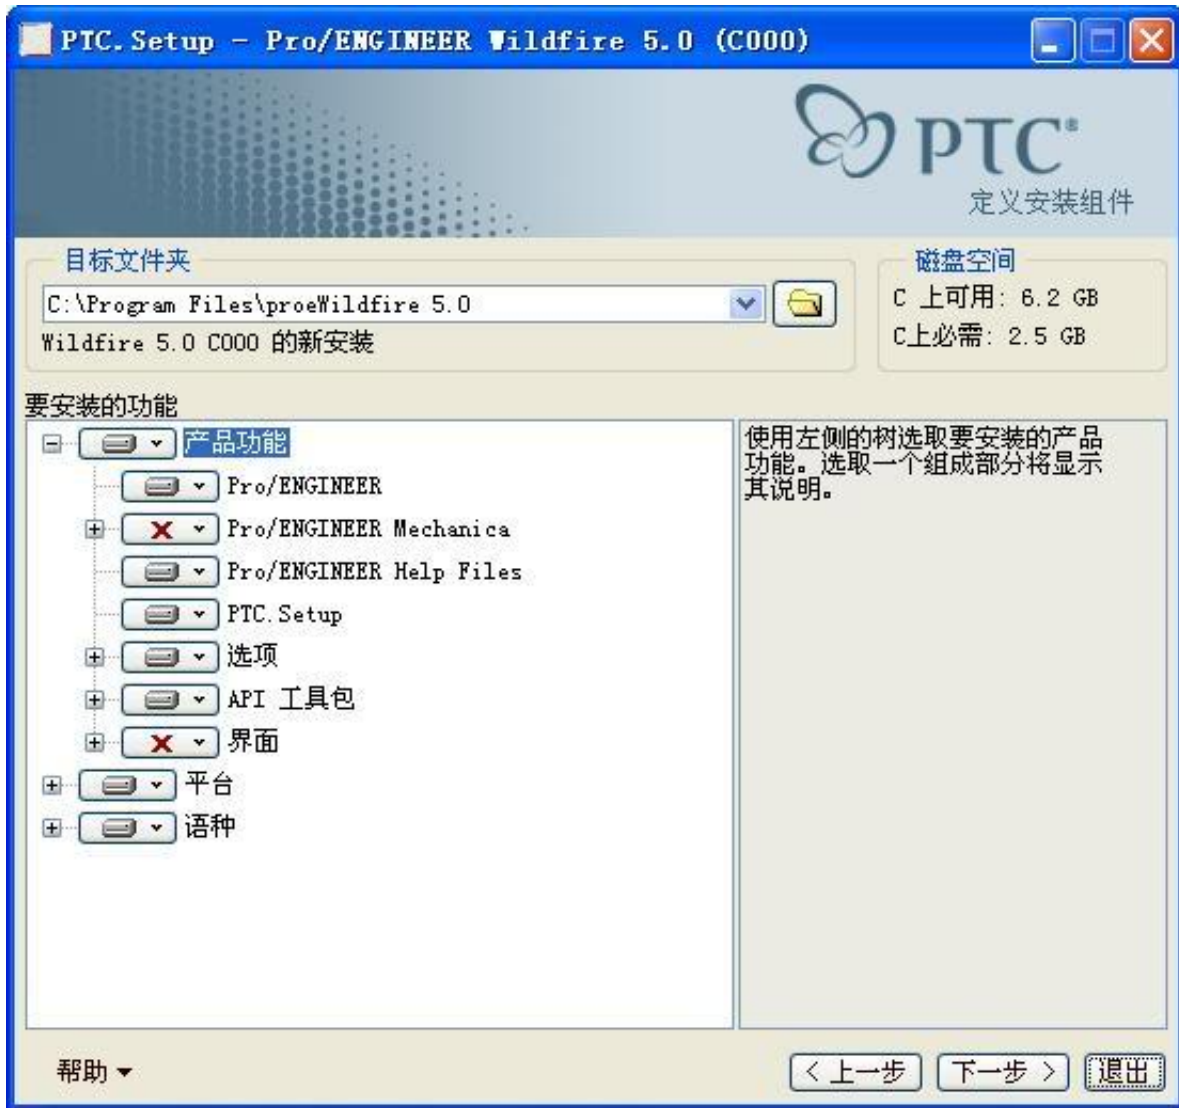 PTC.Setup - Pro/ENGINEER Wildfire 5.0 (C000)
PTC®
定义安装组件
目标文件夹
C:\Program Files\proeWildfire 5.0
Wildfire 5.0 C000 的新安装
磁盘空间
C 上可用: 6.2 GB
C上必需: 2.5 GB
要安装的功能
产品功能
Pro/ENGINEER
Pro/ENGINEER Mechanica
Pro/ENGINEER Help Files
PTC.Setup
选项
API 工具包
界面
平台
语种
使用左侧的树选取要安装的产品
功能。选取一个组成部分将显示
其说明。
帮助
< 上一步
下一步 >
退出